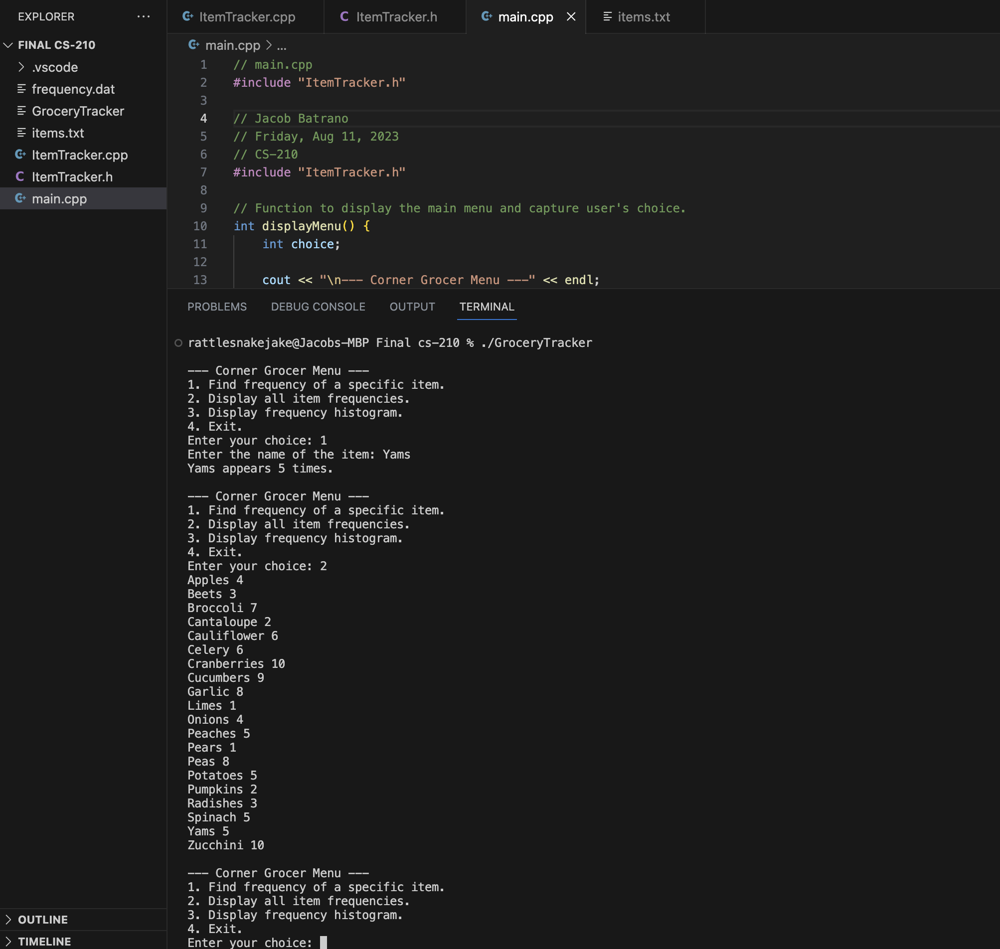 EXPLORER ...
FINAL CS-210
.vscode
frequency.dat
GroceryTracker
items.txt
ItemTracker.cpp
ItemTracker.h
main.cpp
OUTLINE
TIMELINE
ItemTracker.cpp ItemTracker.h main.cpp items.txt
main.cpp > ...
1 // main.cpp
2 #include "ItemTracker.h"
3
4 // Jacob Batrano
5 // Friday, Aug 11, 2023
6 // CS-210
7 #include "ItemTracker.h"
8
9 // Function to display the main menu and capture user's choice.
10 int displayMenu() {
11 int choice;
12
13 cout << "\n--- Corner Grocer Menu ---" << endl;
PROBLEMS DEBUG CONSOLE OUTPUT TERMINAL
rattlesnakejake@Jacobs-MBP Final cs-210 % ./GroceryTracker
--- Corner Grocer Menu ---
1. Find frequency of a specific item.
2. Display all item frequencies.
3. Display frequency histogram.
4. Exit.
Enter your choice: 1
Enter the name of the item: Yams
Yams appears 5 times.
--- Corner Grocer Menu ---
1. Find frequency of a specific item.
2. Display all item frequencies.
3. Display frequency histogram.
4. Exit.
Enter your choice: 2
Apples 4
Beets 3
Broccoli 7
Cantaloupe 2
Cauliflower 6
Celery 6
Cranberries 10
Cucumbers 9
Garlic 8
Limes 1
Onions 4
Peaches 5
Pears 1
Peas 8
Potatoes 5
Pumpkins 2
Radishes 3
Spinach 5
Yams 5
Zucchini 10
--- Corner Grocer Menu ---
1. Find frequency of a specific item.
2. Display all item frequencies.
3. Display frequency histogram.
4. Exit.
Enter your choice: